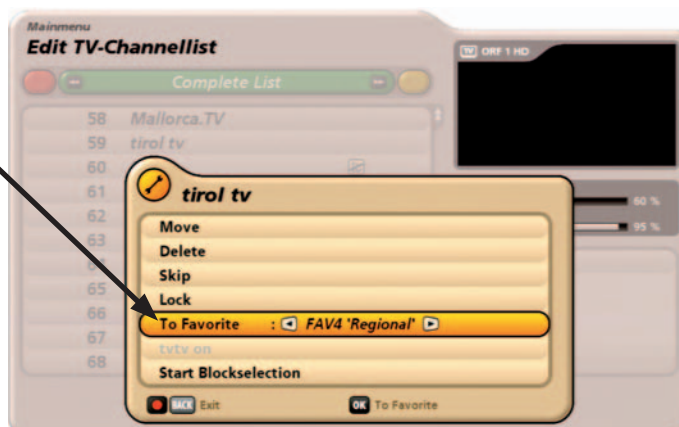 Mainmenu
Edit TV-Channellist
TV ORF 1 HD
Complete List
58 Mallorca.TV
59 tirol tv
60
61
62
63
65
66
67
68
60 %
95 %
tirol tv
Move
Delete
Skip
Lock
To Favorite : FAV4 'Regional'
tvtv on
Start Blockselection
BACK Exit
OK To Favorite